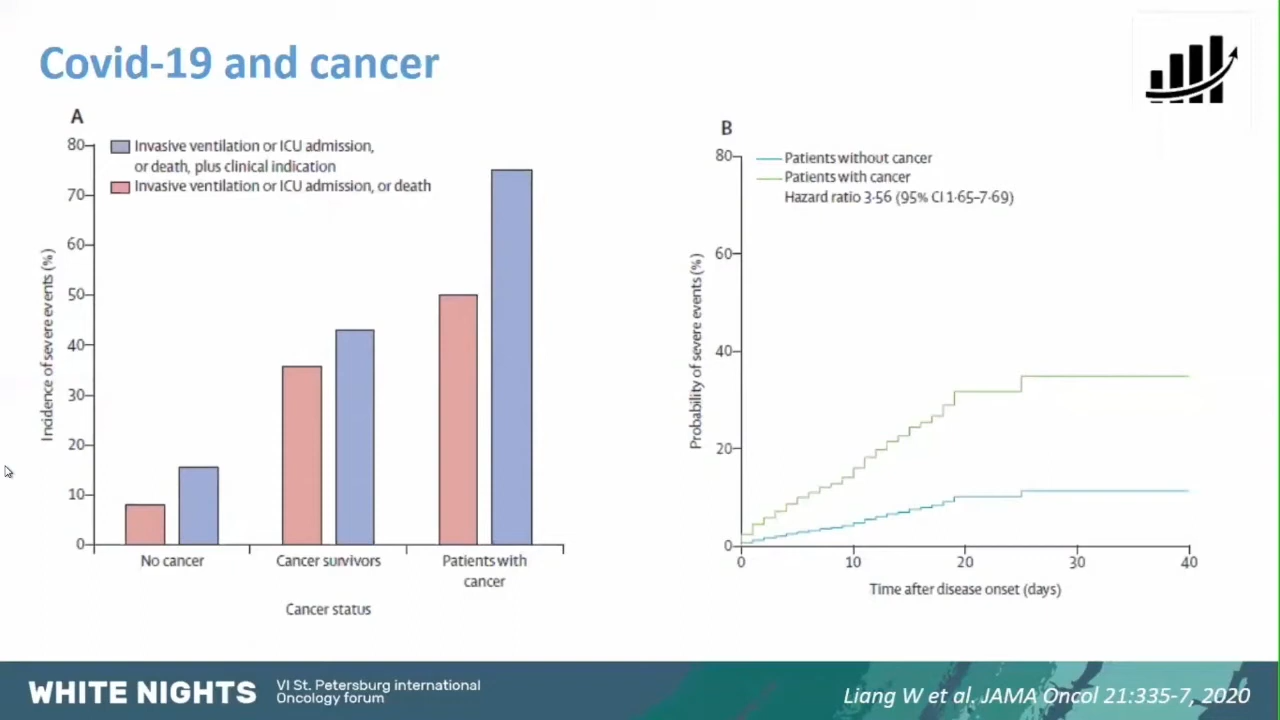 Covid-19 and cancer
A
80
70
60
50
40
30
20
10
0
Incidence of severe events (%)
Invasive ventilation or ICU admission,
or death, plus clinical indication
Invasive ventilation or ICU admission, or death
No cancer
Cancer survivors
Patients with
cancer
Cancer status
B
80
60
40
20
0
Probability of severe events (%)
Patients without cancer
Patients with cancer
Hazard ratio 3·56 (95% CI 1·65–7·69)
0
10
20
30
40
Time after disease onset (days)
WHITE NIGHTS
VI St. Petersburg international
Oncology forum
Liang W et al. JAMA Oncol 21:335-7, 2020